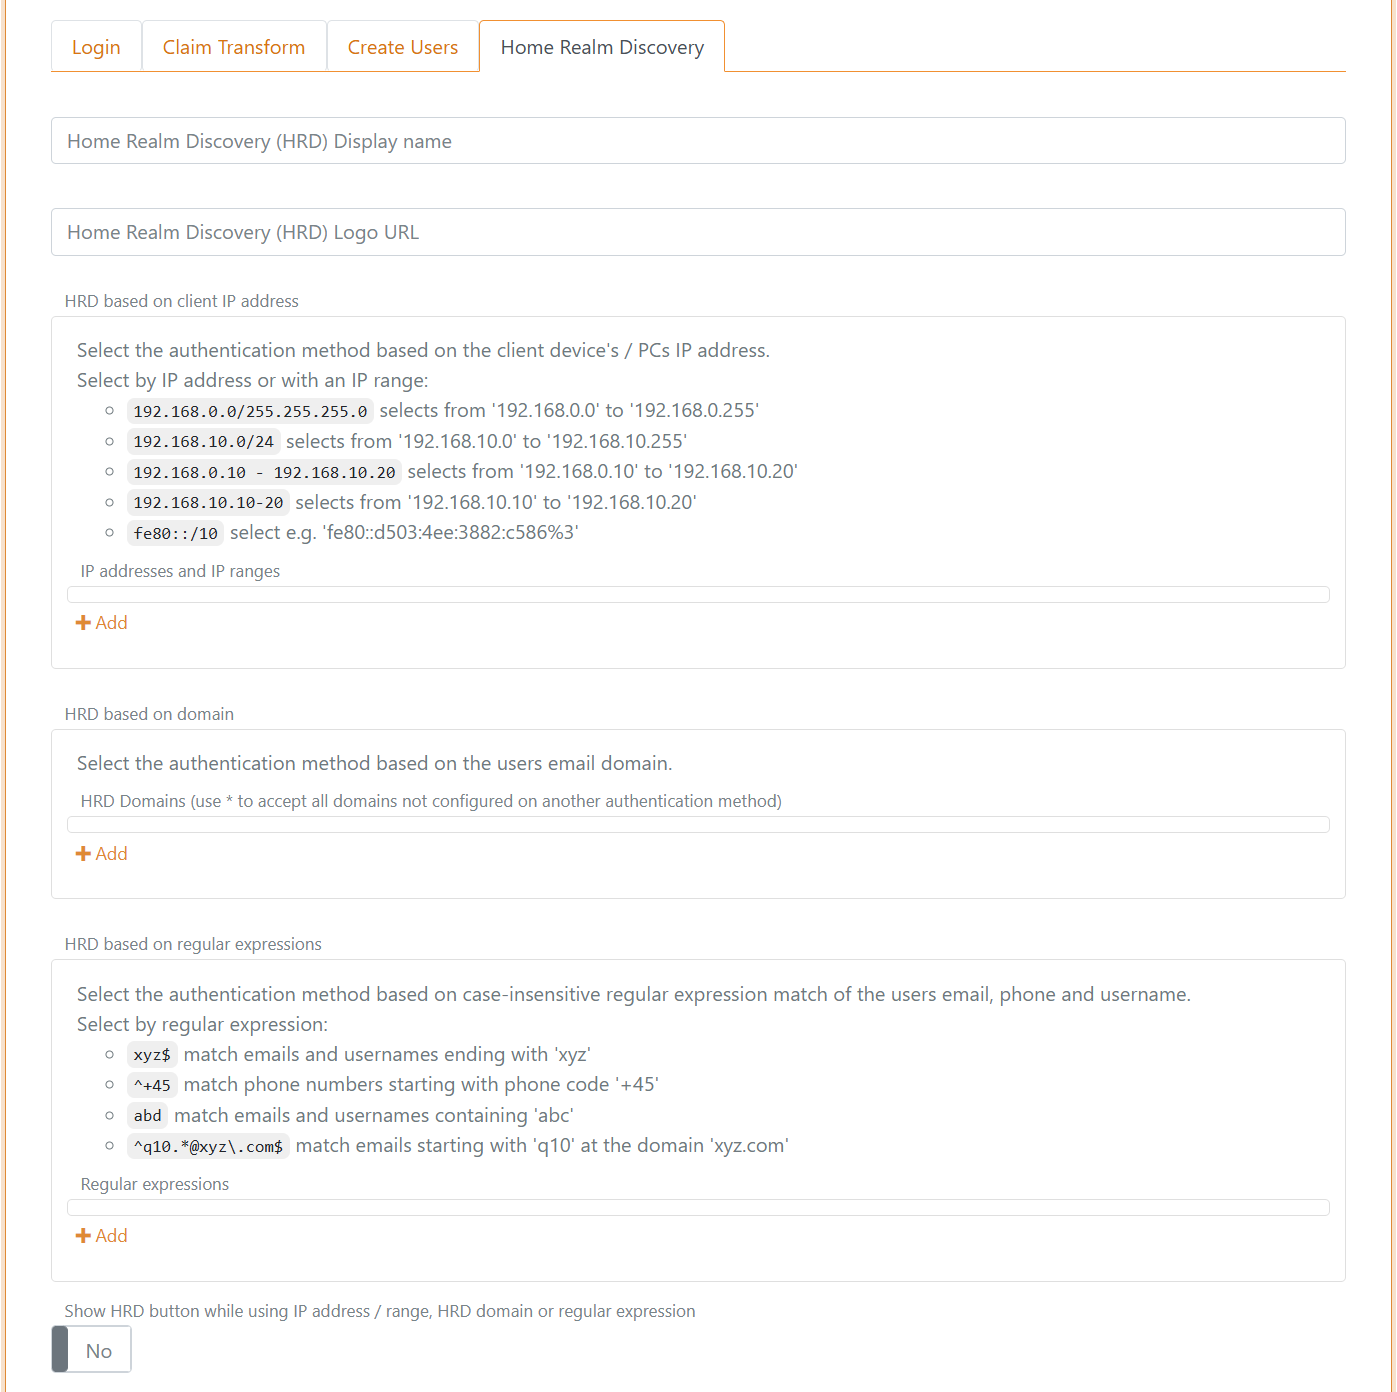 Login Claim Transform Create Users Home Realm Discovery
Home Realm Discovery (HRD) Display name
Home Realm Discovery (HRD) Logo URL
HRD based on client IP address
Select the authentication method based on the client device's / PCs IP address.
Select by IP address or with an IP range:
192.168.0.0/255.255.255.0 selects from '192.168.0.0' to '192.168.0.255'
192.168.10.0/24 selects from '192.168.10.0' to '192.168.10.255'
192.168.0.10 - 192.168.10.20 selects from '192.168.0.10' to '192.168.10.20'
192.168.10.10-20 selects from '192.168.10.10' to '192.168.10.20'
fe80::/10 select e.g. 'fe80::d503:4ee:3882:c586%3'
IP addresses and IP ranges
Add
HRD based on domain
Select the authentication method based on the users email domain.
HRD Domains (use * to accept all domains not configured on another authentication method)
Add
HRD based on regular expressions
Select the authentication method based on case-insensitive regular expression match of the users email, phone and username.
Select by regular expression:
xyz$ match emails and usernames ending with 'xyz'
^+45 match phone numbers starting with phone code '+45'
abd match emails and usernames containing 'abc'
^q10.*@xyz\.com$ match emails starting with 'q10' at the domain 'xyz.com'
Regular expressions
Add
Show HRD button while using IP address / range, HRD domain or regular expression
No